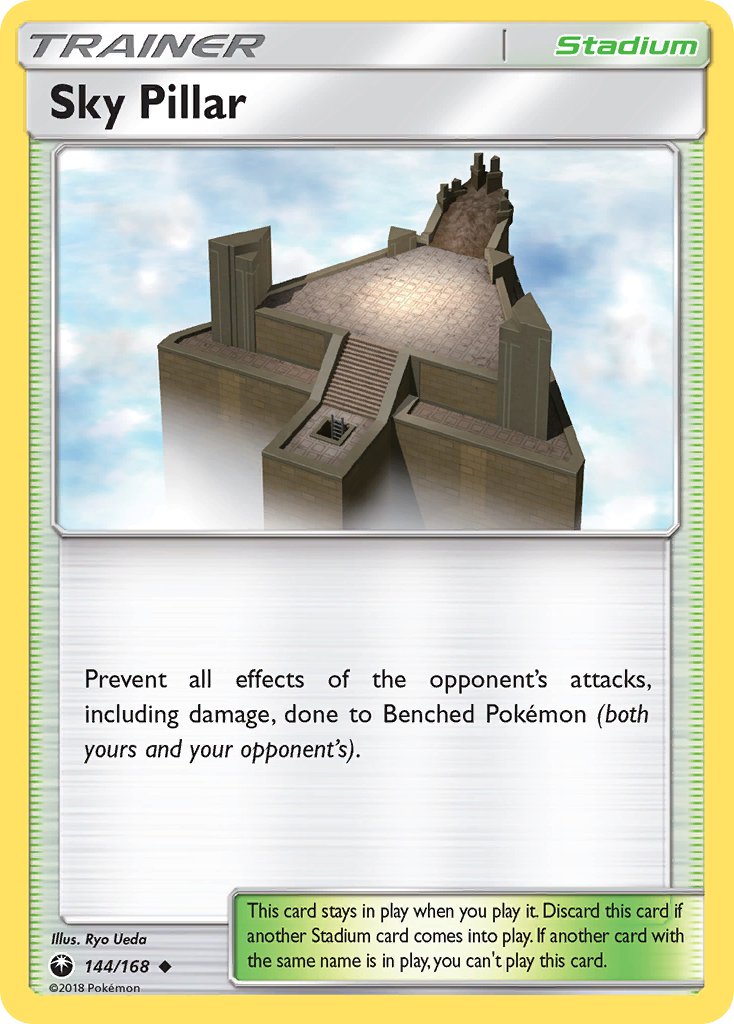 TRAINER
Stadium
Sky Pillar
Prevent all effects of the opponent's attacks,
including damage, done to Benched Pokémon (both
yours and your opponent's).
This card stays in play when you play it. Discard this card if
another Stadium card comes into play. If another card with
the same name is in play, you can't play this card.
Illus. Ryo Ueda
144/168
©2018 Pokémon